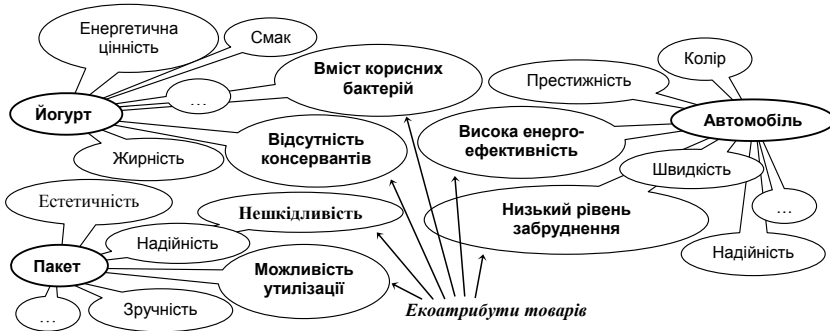 Енергетична
цінність
Смак
Вміст корисних
бактерій
…
Йогурт
Жирність
Відсутність
консервантів
Колір
Престижність
Автомобіль
Висока енерго-
ефективність
Швидкість
…
Низький рівень
забруднення
Надійність
Естетичність
Нешкідливість
Надійність
Пакет
Можливість
утилізації
…
Зручність
Екоатрибути товарів